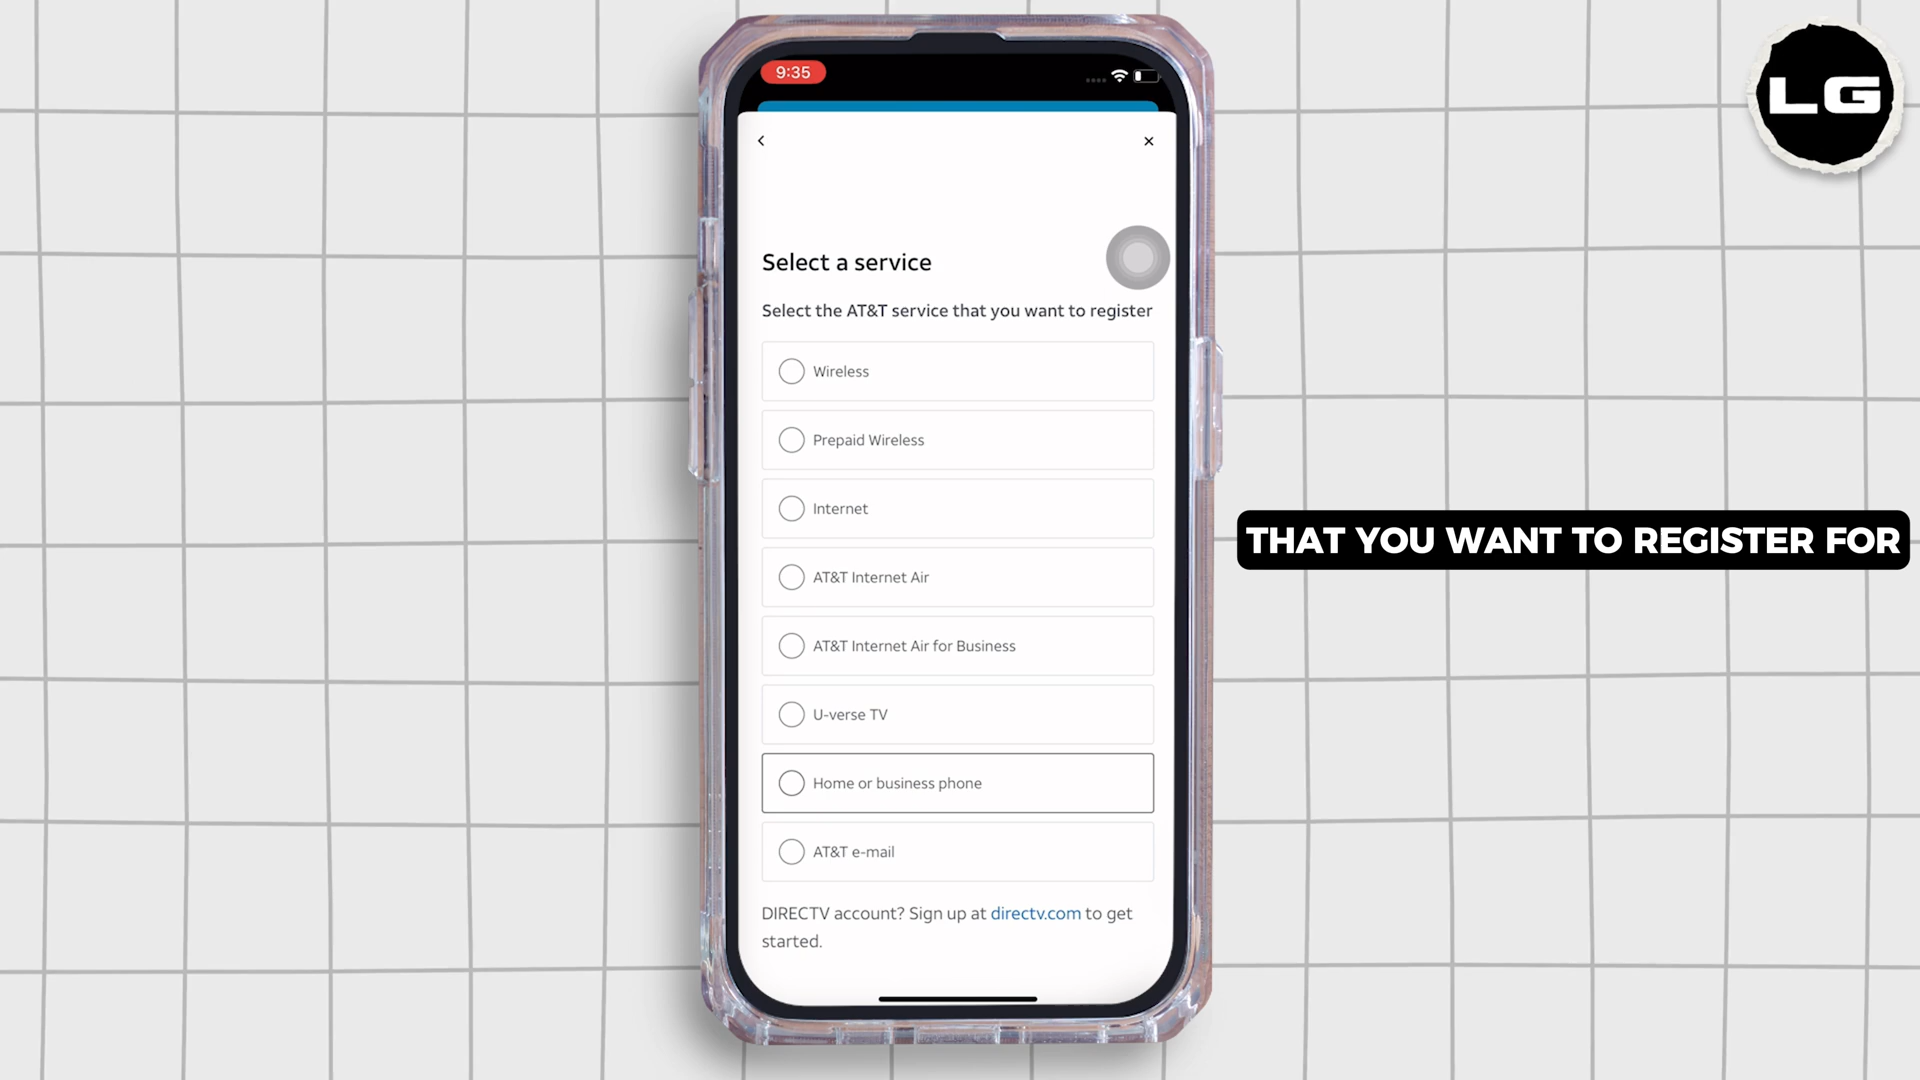 9:35
LG
Select a service
Select the AT&T service that you want to register
Wireless
Prepaid Wireless
Internet
AT&T Internet Air
THAT YOU WANT TO REGISTER FOR
AT&T Internet Air for Business
U-verse TV
Home or business phone
AT&T e-mail
DIRECTV account? Sign up at directv.com to get
started.